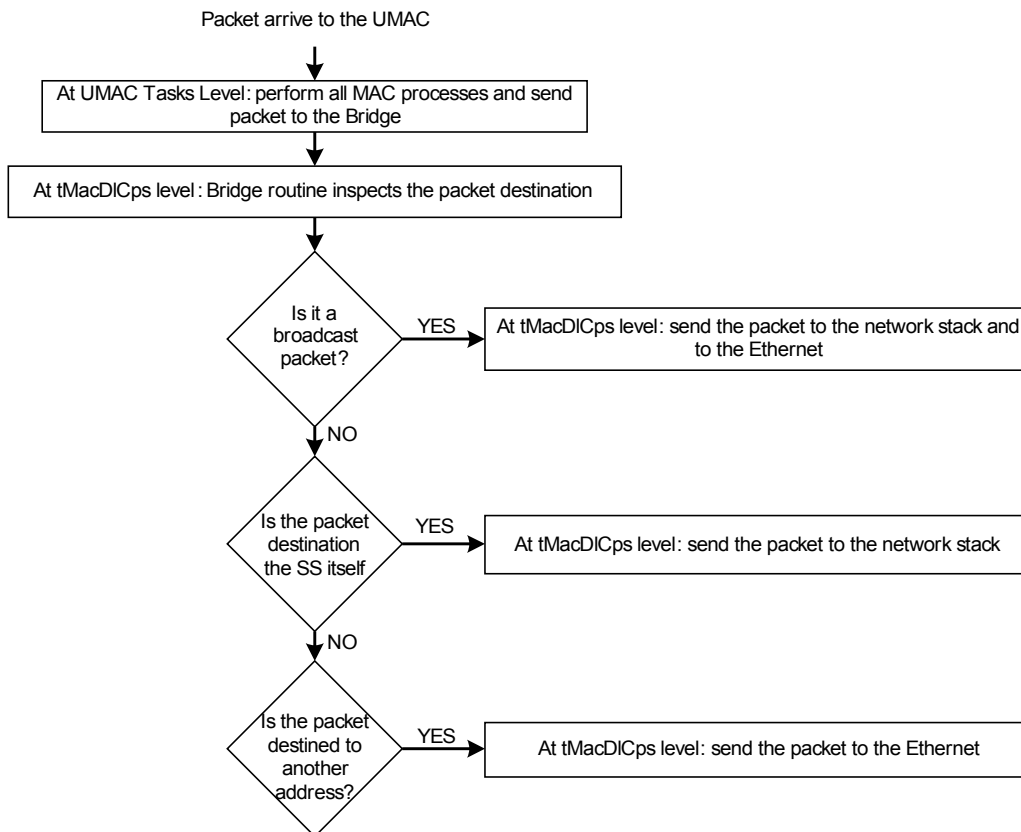 Packet arrive to the UMAC
At UMAC Tasks Level: perform all MAC processes and send
packet to the Bridge
At tMacDlCps level: Bridge routine inspects the packet destination
Is it a
broadcast
packet?
YES
At tMacDlCps level: send the packet to the network stack and
to the Ethernet
NO
Is the packet
destination
the SS itself
YES
At tMacDlCps level: send the packet to the network stack
NO
Is the packet
destined to
another
address?
YES
At tMacDlCps level: send the packet to the Ethernet